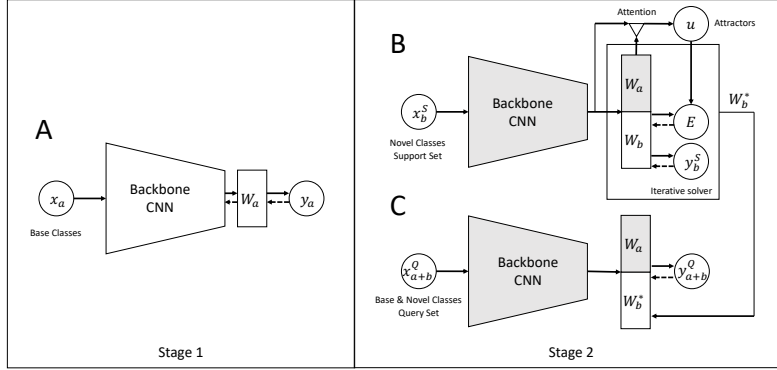 A
x_a
Base Classes
Backbone
CNN
W_a
y_a
Stage 1
B
Attention
u
Attractors
x_b^S
Novel Classes
Support Set
Backbone
CNN
W_a
W_b
E
y_b^S
Iterative solver
W_b^*
C
x_{a+b}^Q
Base & Novel Classes
Query Set
Backbone
CNN
W_a
W_b^*
y_{a+b}^Q
Stage 2